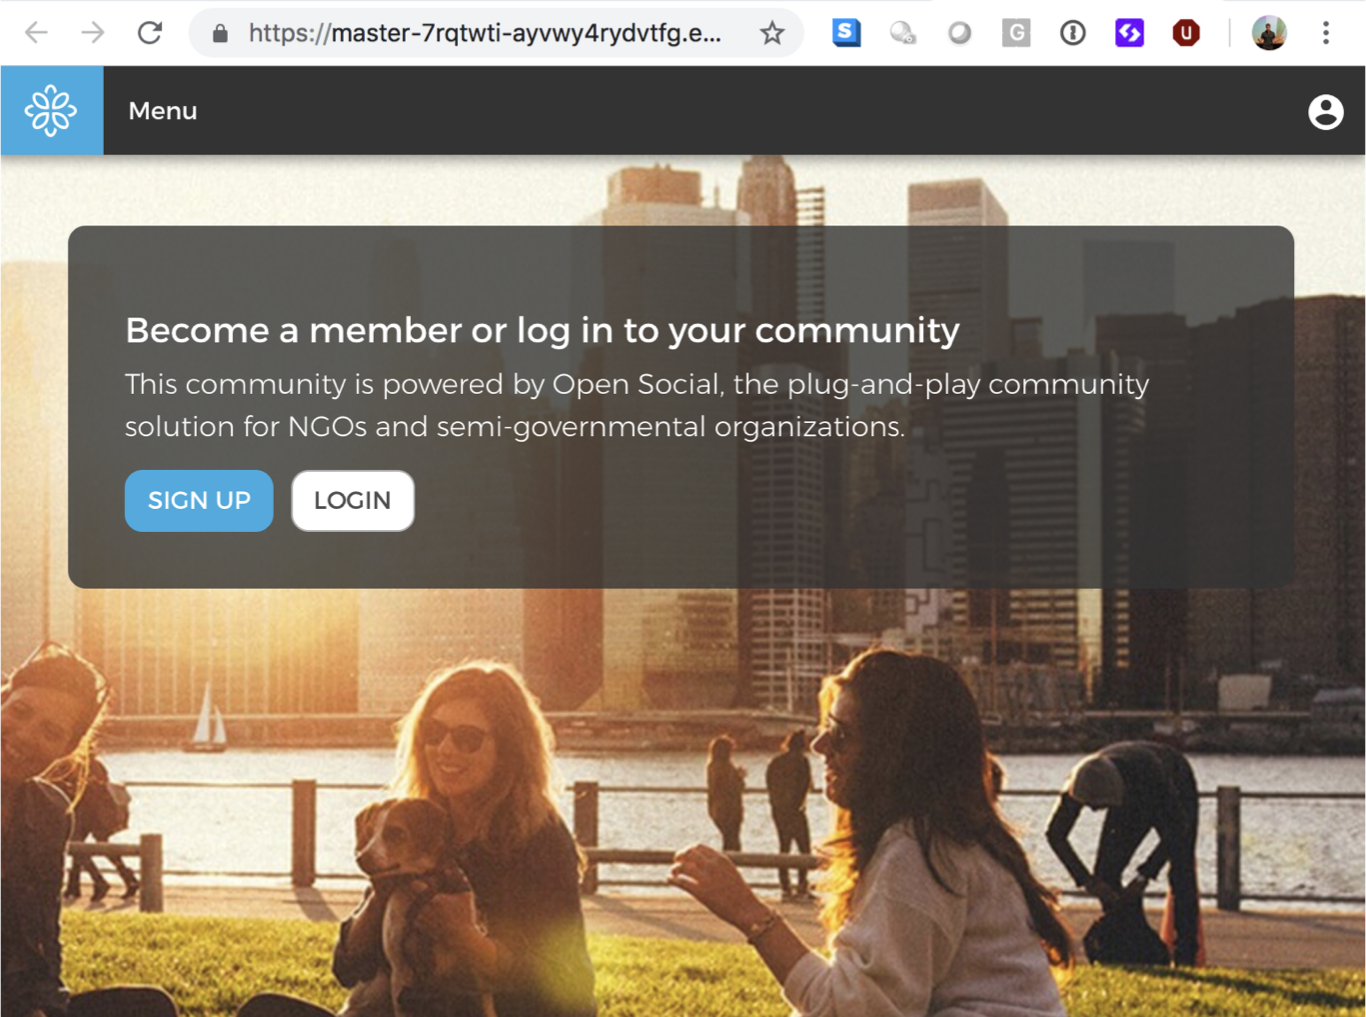 https://master-7rqtwti-ayvwy4rydvtfg.e...
S
G
U
Menu
Become a member or log in to your community
This community is powered by Open Social, the plug-and-play community
solution for NGOs and semi-governmental organizations.
SIGN UP LOGIN